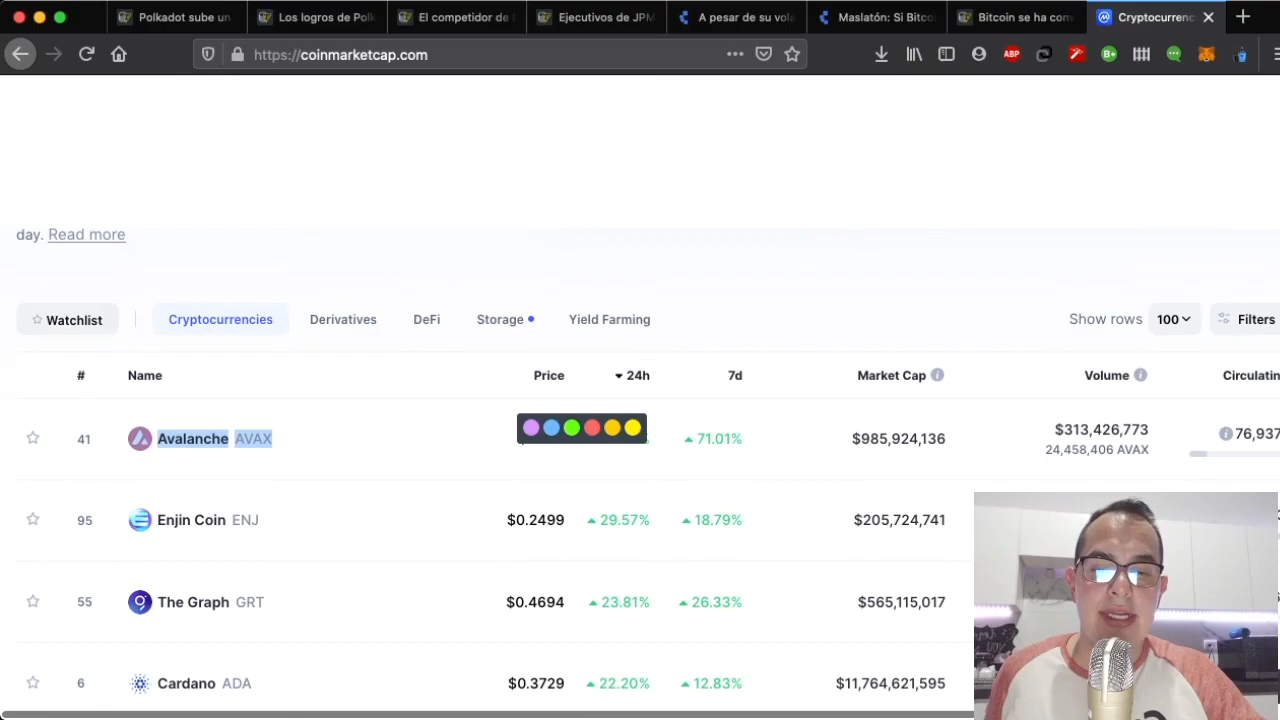 Polkadot sube un
Los logros de Polk
El competidor de
Ejecutivos de JPM
A pesar de su vola
Maslatón: Si Bitco
Bitcoin se ha conv
Cryptocurrenc
https://coinmarketcap.com
ABP
B+
day. Read more
Watchlist
Cryptocurrencies
Derivatives
DeFi
Storage
Yield Farming
Show rows
100
Filters
#
Name
Price
24h
7d
Market Cap
Volume
Circulatin
41
Avalanche AVAX
71.01%
$985,924,136
$313,426,773
24,458,406 AVAX
76,937
95
Enjin Coin ENJ
$0.2499
29.57%
18.79%
$205,724,741
55
The Graph GRT
$0.4694
23.81%
26.33%
$565,115,017
6
Cardano ADA
$0.3729
22.20%
12.83%
$11,764,621,595